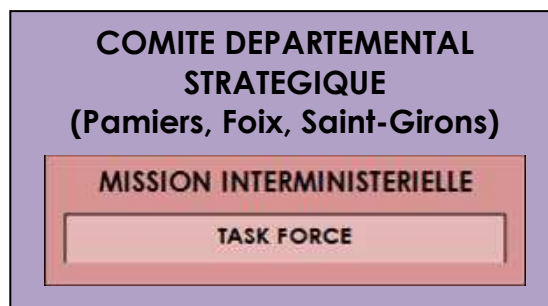 COMITE DEPARTEMENTAL
STRATEGIQUE
(Pamiers, Foix, Saint-Girons)
MISSION INTERMINISTERIELLE
TASK FORCE